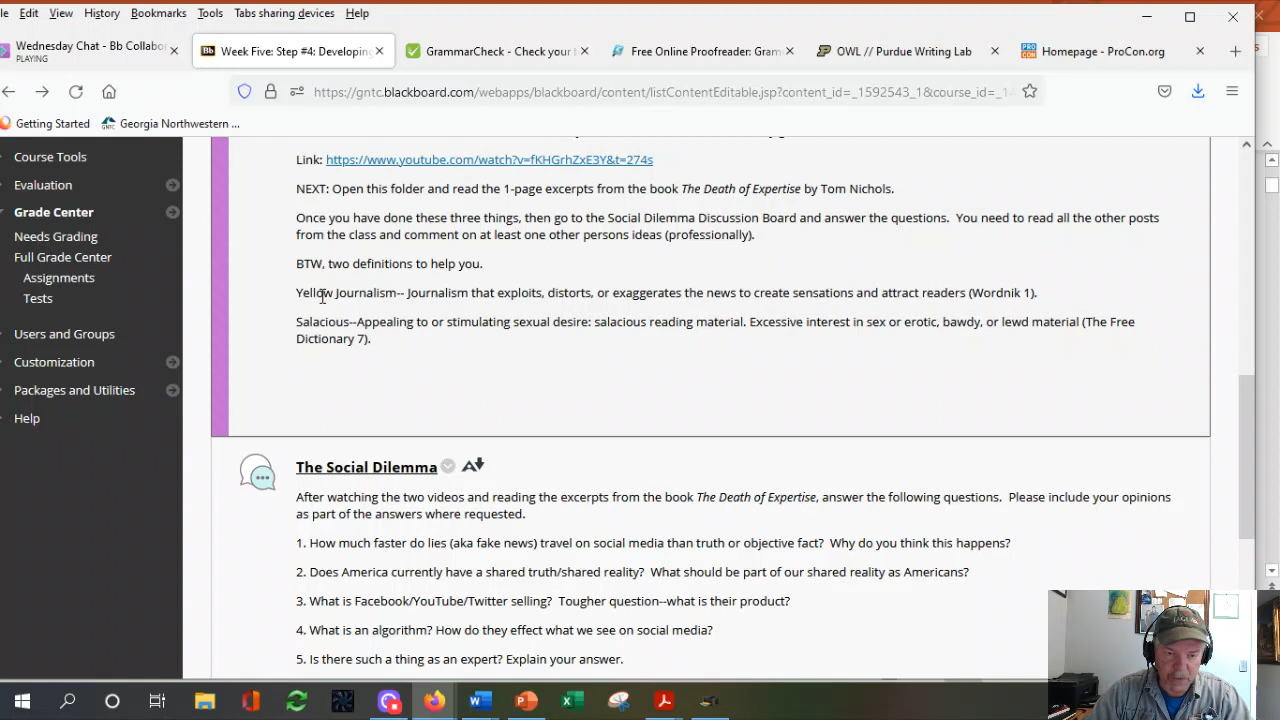 le Edit View History Bookmarks Tools Tabs sharing devices Help
Wednesday Chat - Bb Collabor
PLAYING
Bb Week Five: Step #4: Developing
GrammarCheck - Check your t
Free Online Proofreader: Gram
OWL // Purdue Writing Lab
PRO CON Homepage - ProCon.org
https://gntc.blackboard.com/webapps/blackboard/content/listContentEditable.jsp?content_id=_1592543_1&course_id=_1
Getting Started Georgia Northwestern ...
Course Tools
Evaluation
Grade Center
Needs Grading
Full Grade Center
Assignments
Tests
Users and Groups
Customization
Packages and Utilities
Help
Link: https://www.youtube.com/watch?v=fKHGrhZxE3Y&t=274s
NEXT: Open this folder and read the 1-page excerpts from the book The Death of Expertise by Tom Nichols.
Once you have done these three things, then go to the Social Dilemma Discussion Board and answer the questions. You need to read all the other posts
from the class and comment on at least one other persons ideas (professionally).
BTW, two definitions to help you.
Yellow Journalism-- Journalism that exploits, distorts, or exaggerates the news to create sensations and attract readers (Wordnik 1).
Salacious--Appealing to or stimulating sexual desire: salacious reading material. Excessive interest in sex or erotic, bawdy, or lewd material (The Free
Dictionary 7).
The Social Dilemma
After watching the two videos and reading the excerpts from the book The Death of Expertise, answer the following questions. Please include your opinions
as part of the answers where requested.
1. How much faster do lies (aka fake news) travel on social media than truth or objective fact? Why do you think this happens?
2. Does America currently have a shared truth/shared reality? What should be part of our shared reality as Americans?
3. What is Facebook/YouTube/Twitter selling? Tougher question--what is their product?
4. What is an algorithm? How do they effect what we see on social media?
5. Is there such a thing as an expert? Explain your answer.